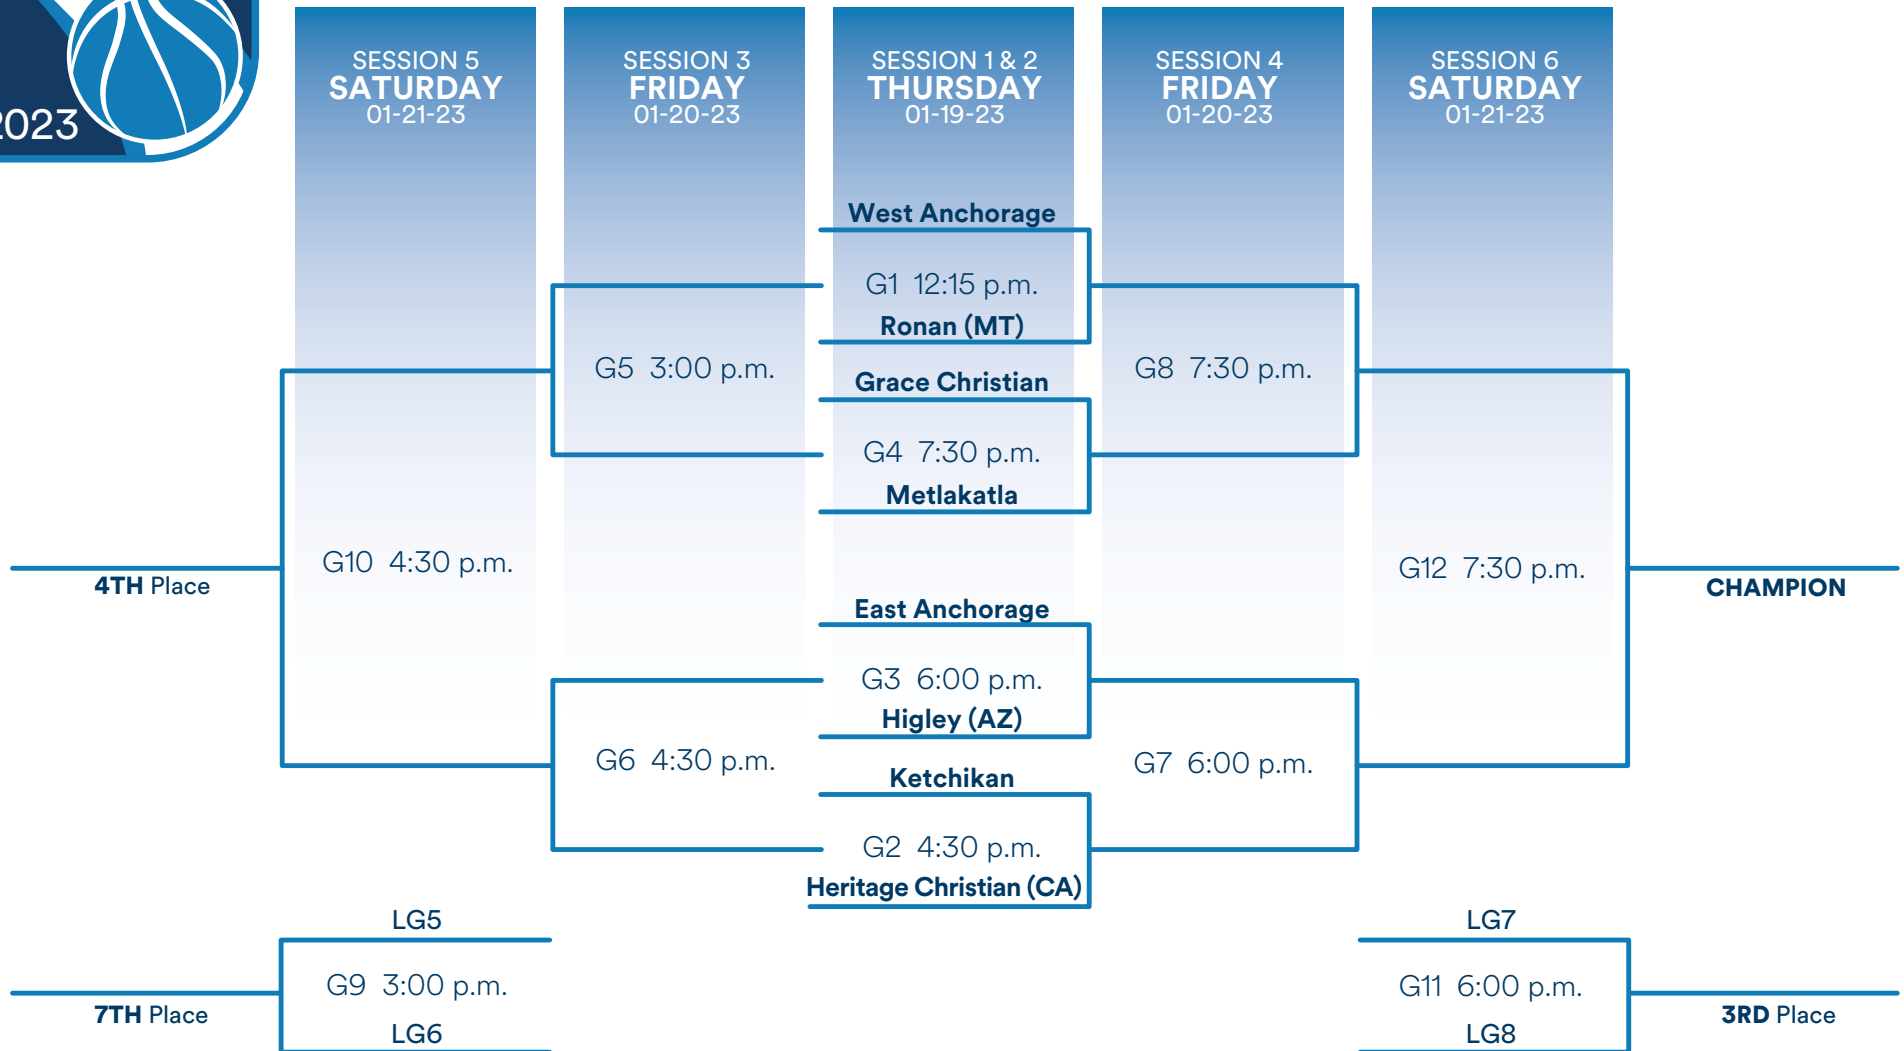 2023
SESSION 5
SATURDAY
01-21-23
SESSION 3
FRIDAY
01-20-23
SESSION 1 & 2
THURSDAY
01-19-23
SESSION 4
FRIDAY
01-20-23
SESSION 6
SATURDAY
01-21-23
West Anchorage
G1 12:15 p.m.
Ronan (MT)
G5 3:00 p.m.
G8 7:30 p.m.
Grace Christian
G4 7:30 p.m.
Metlakatla
G10 4:30 p.m.
G12 7:30 p.m.
4TH Place
CHAMPION
East Anchorage
G3 6:00 p.m.
Higley (AZ)
G6 4:30 p.m.
G7 6:00 p.m.
Ketchikan
G2 4:30 p.m.
Heritage Christian (CA)
LG5
G9 3:00 p.m.
7TH Place
LG6
LG7
G11 6:00 p.m.
3RD Place
LG8